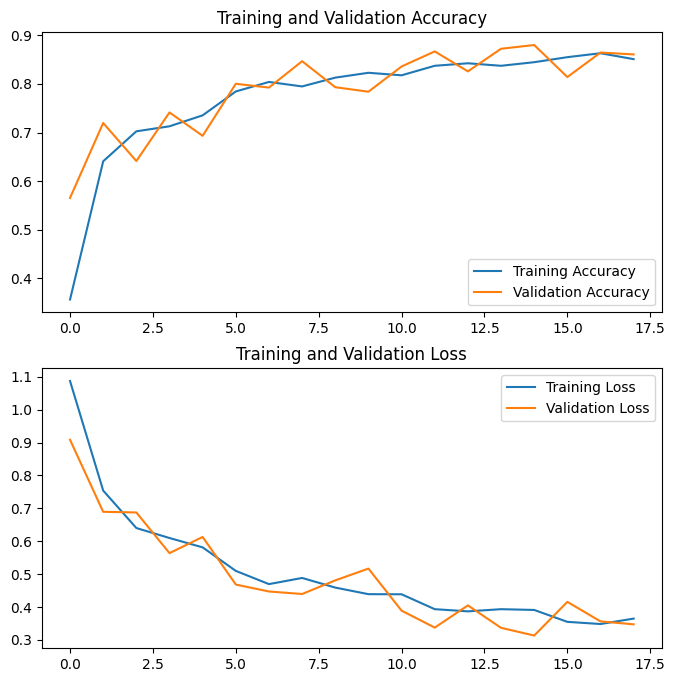 Training and Validation Accuracy
0.9
0.8
0.7
0.6
0.5
0.4
Training Accuracy
Validation Accuracy
0.0 2.5 5.0 7.5 10.0 12.5 15.0 17.5
Training and Validation Loss
1.1
1.0
0.9
0.8
0.7
0.6
0.5
0.4
0.3
Training Loss
Validation Loss
0.0 2.5 5.0 7.5 10.0 12.5 15.0 17.5